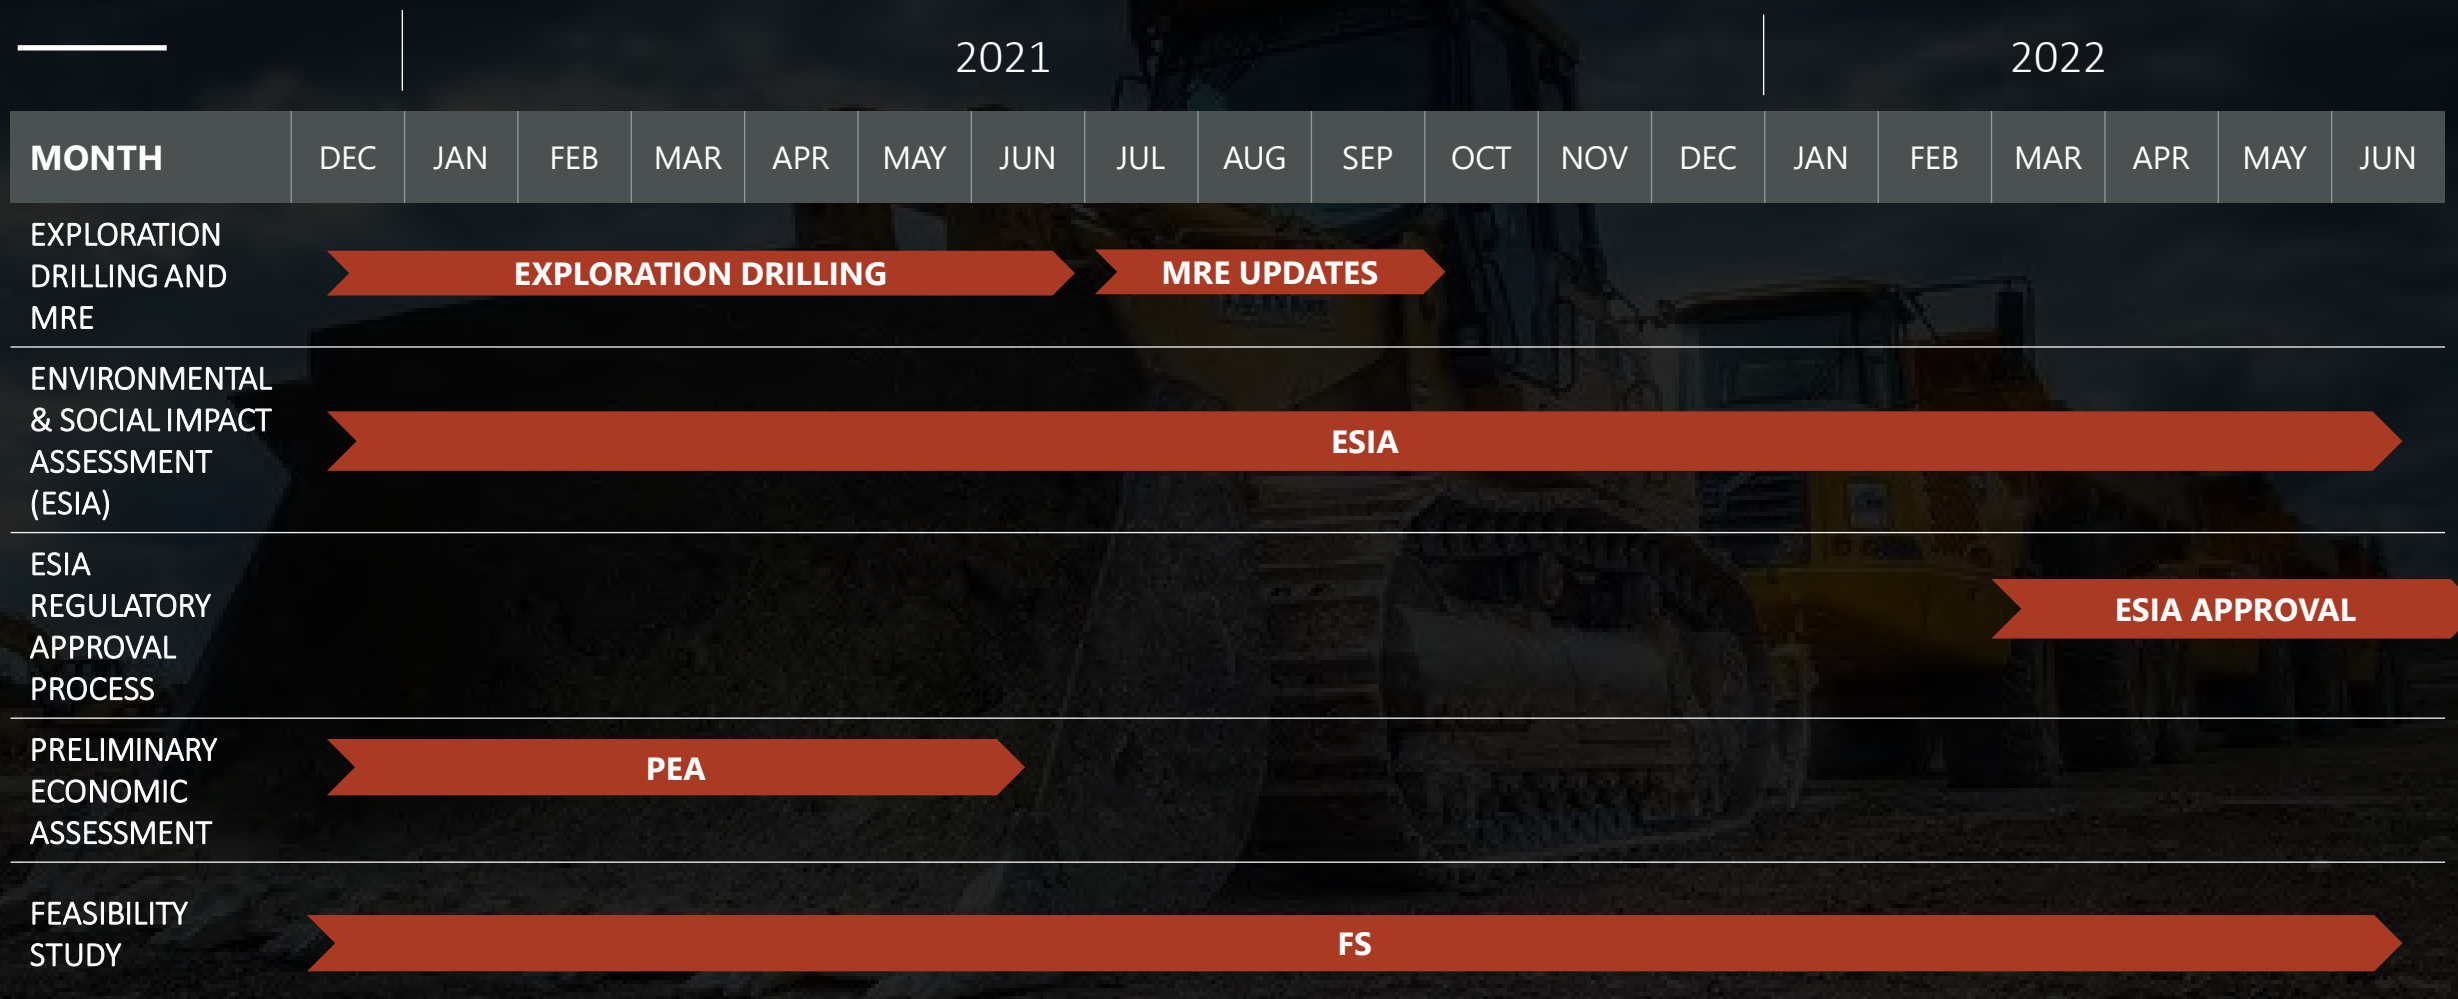 2021
2022
MONTH DEC JAN FEB MAR APR MAY JUN JUL AUG SEP OCT NOV DEC JAN FEB MAR APR MAY JUN
EXPLORATION
DRILLING AND
MRE
EXPLORATION DRILLING
MRE UPDATES
ENVIRONMENTAL
& SOCIAL IMPACT
ASSESSMENT
(ESIA)
ESIA
ESIA
REGULATORY
APPROVAL
PROCESS
ESIA APPROVAL
PRELIMINARY
ECONOMIC
ASSESSMENT
PEA
FEASIBILITY
STUDY
FS